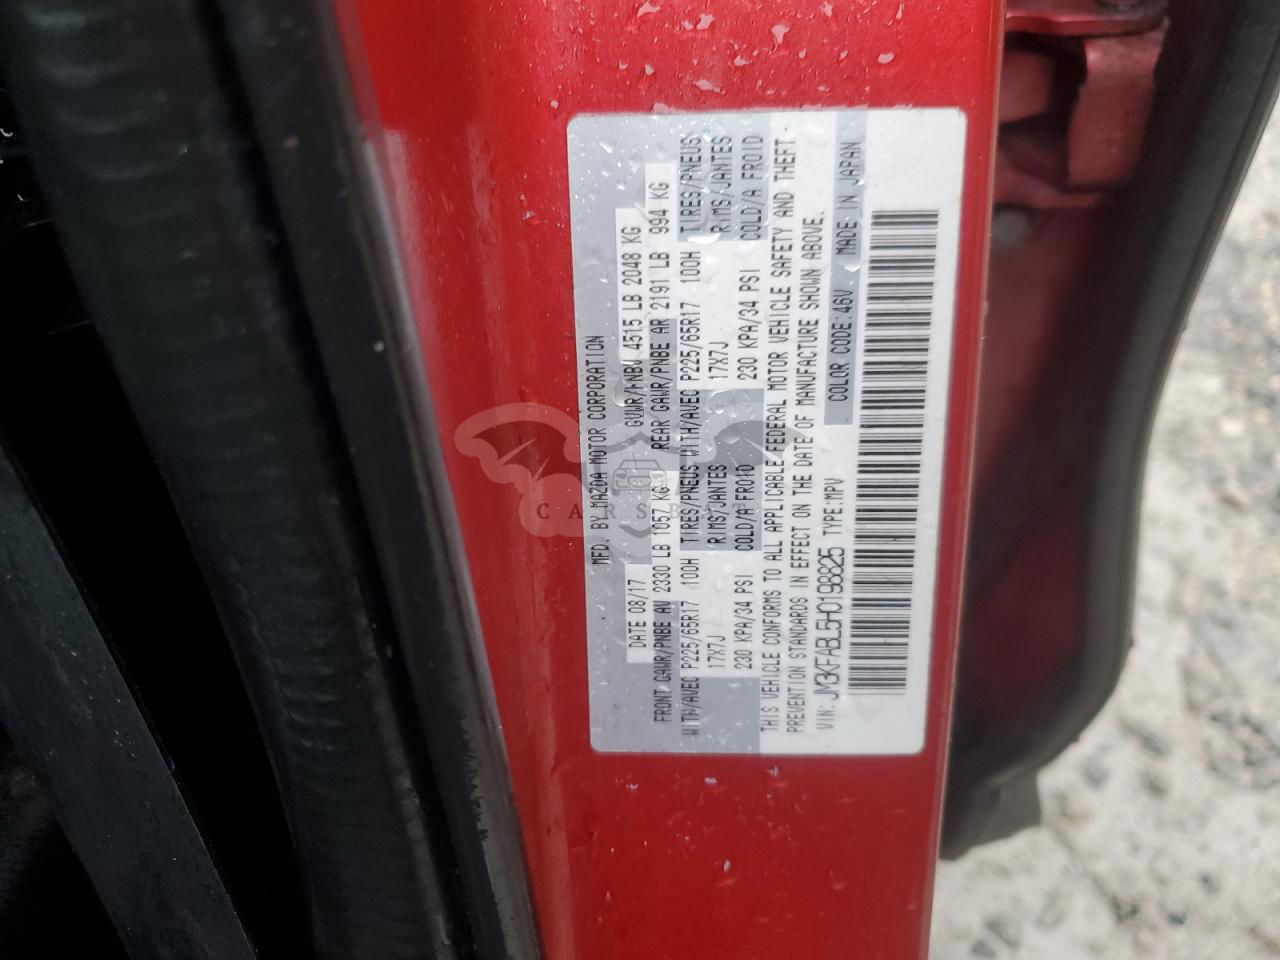 MFD. BY MAZDA MOTOR CORPORATION
DATE 08/17 GVWR/PNBV 4515 LB 2048 KG
FRONT GAWR/PNBE AV 2330 LB 1057 KG REAR GAWR/PNBE AR 2191 LB 994 KG
WITH/AVEC P225/65R17 100H TIRES/PNEUS WITH/AVEC P225/65R17 100H TIRES/PNEUS
17X7J RIMS/JANTES 17X7J RIMS/JANTES
230 KPA/34 PSI COLD/A FROID 230 KPA/34 PSI COLD/A FROID
THIS VEHICLE CONFORMS TO ALL APPLICABLE FEDERAL MOTOR VEHICLE SAFETY AND THEFT-
PREVENTION STANDARDS IN EFFECT ON THE DATE OF MANUFACTURE SHOWN ABOVE.
VIN: JM3KFABL5H0198825 TYPE:MPV COLOR CODE:46V MADE IN JAPAN